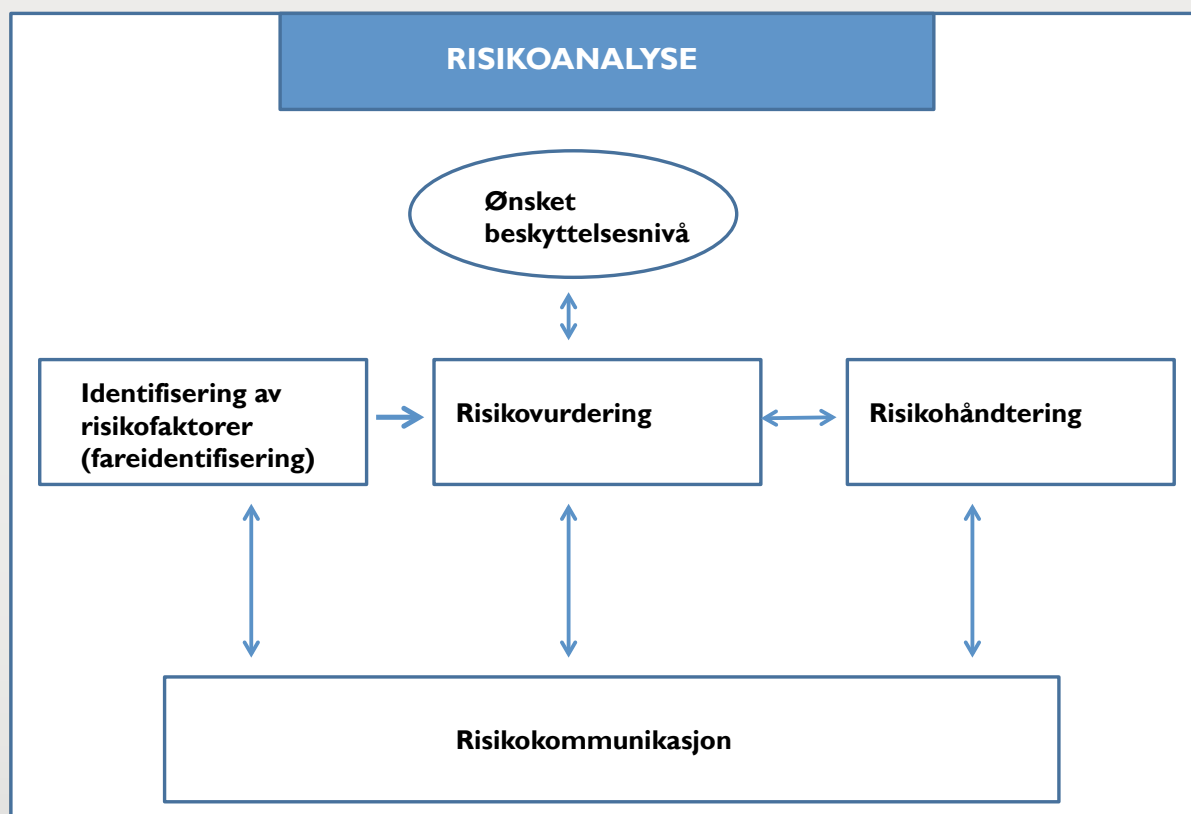 RISIKOANALYSE
Ønsket
beskyttelsesnivå
Identifisering av
risikofaktorer
(fareidentifisering)
Risikovurdering
Risikohåndtering
Risikokommunikasjon